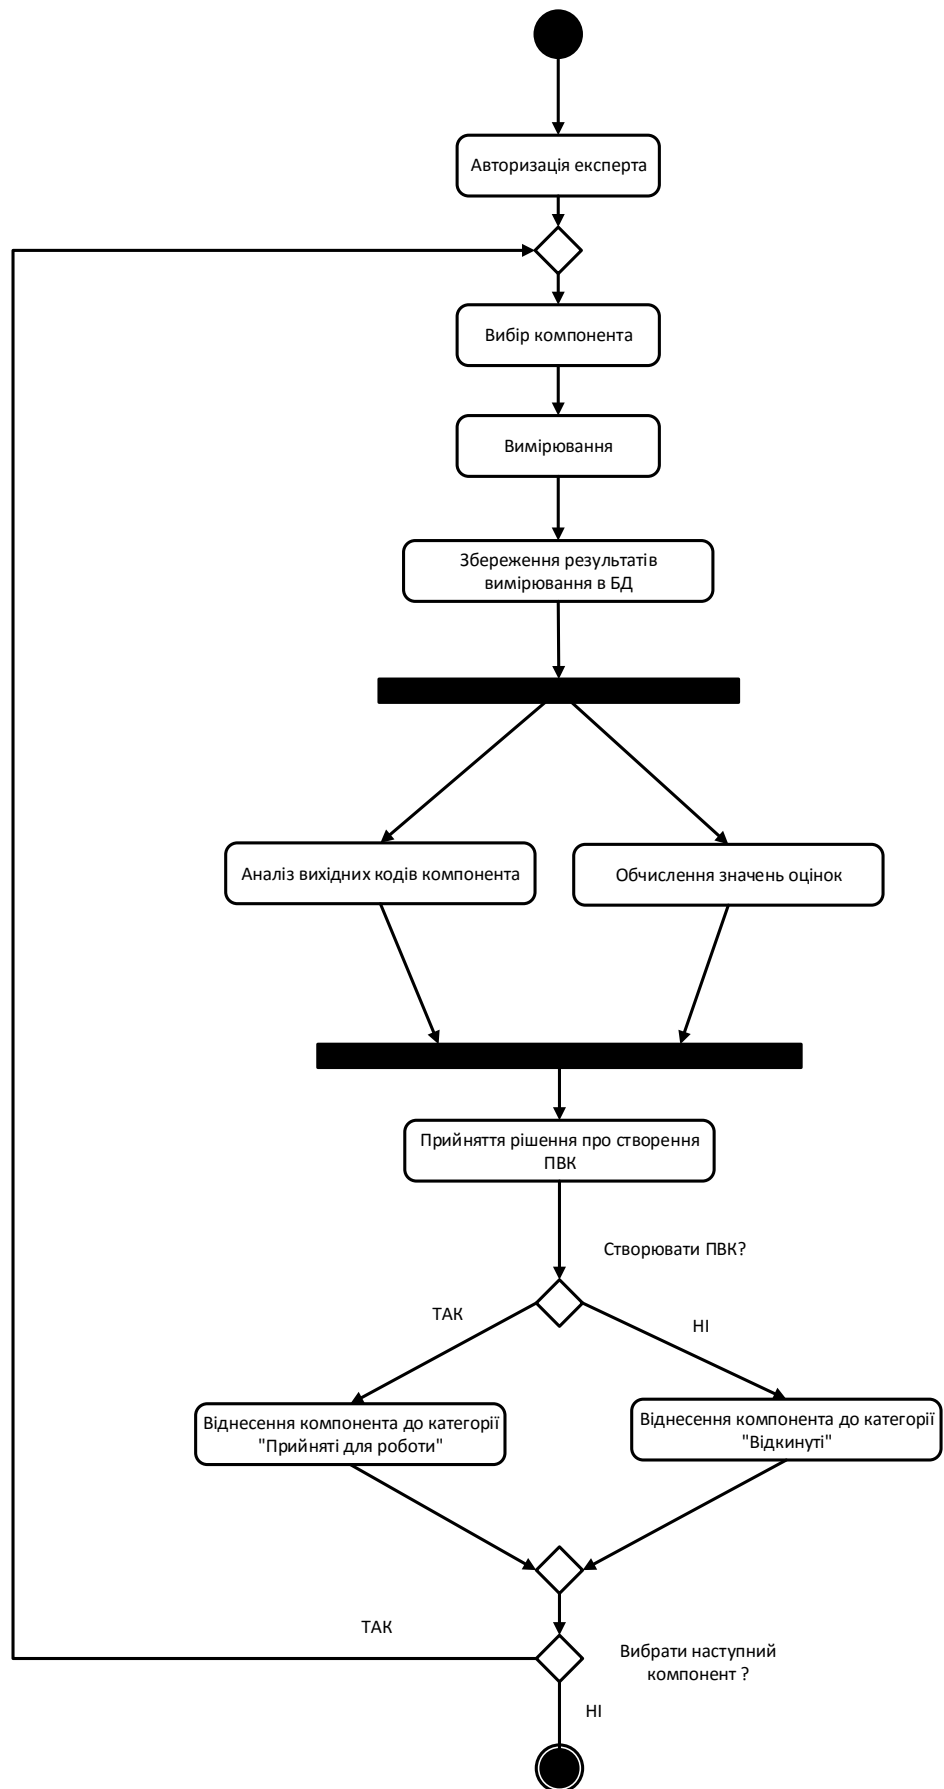 Авторизація експерта
Вибір компонента
Вимірювання
Збереження результатів
вимірювання в БД
Аналіз вихідних кодів компонента
Обчислення значень оцінок
Прийняття рішення про створення
ПВК
Створювати ПВК?
ТАК
НІ
Віднесення компонента до категорії
"Прийняті для роботи"
Віднесення компонента до категорії
"Відкинуті"
ТАК
Вибрати наступний
компонент ?
НІ